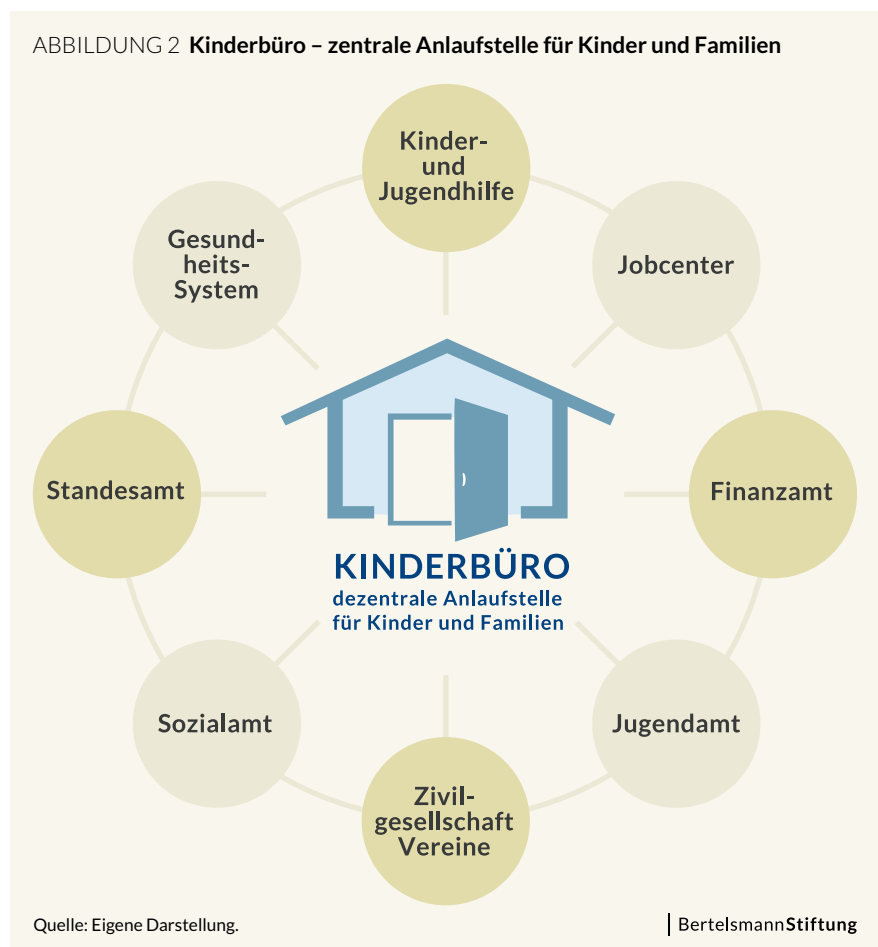 ABBILDUNG 2 Kinderbüro – zentrale Anlaufstelle für Kinder und Familien
Kinder-
und
Jugendhilfe
Gesund-
heits-
System
Jobcenter
Standesamt
Finanzamt
KINDERBÜRO
dezentrale Anlaufstelle
für Kinder und Familien
Sozialamt
Jugendamt
Zivil-
gesellschaft
Vereine
Quelle: Eigene Darstellung.
BertelsmannStiftung